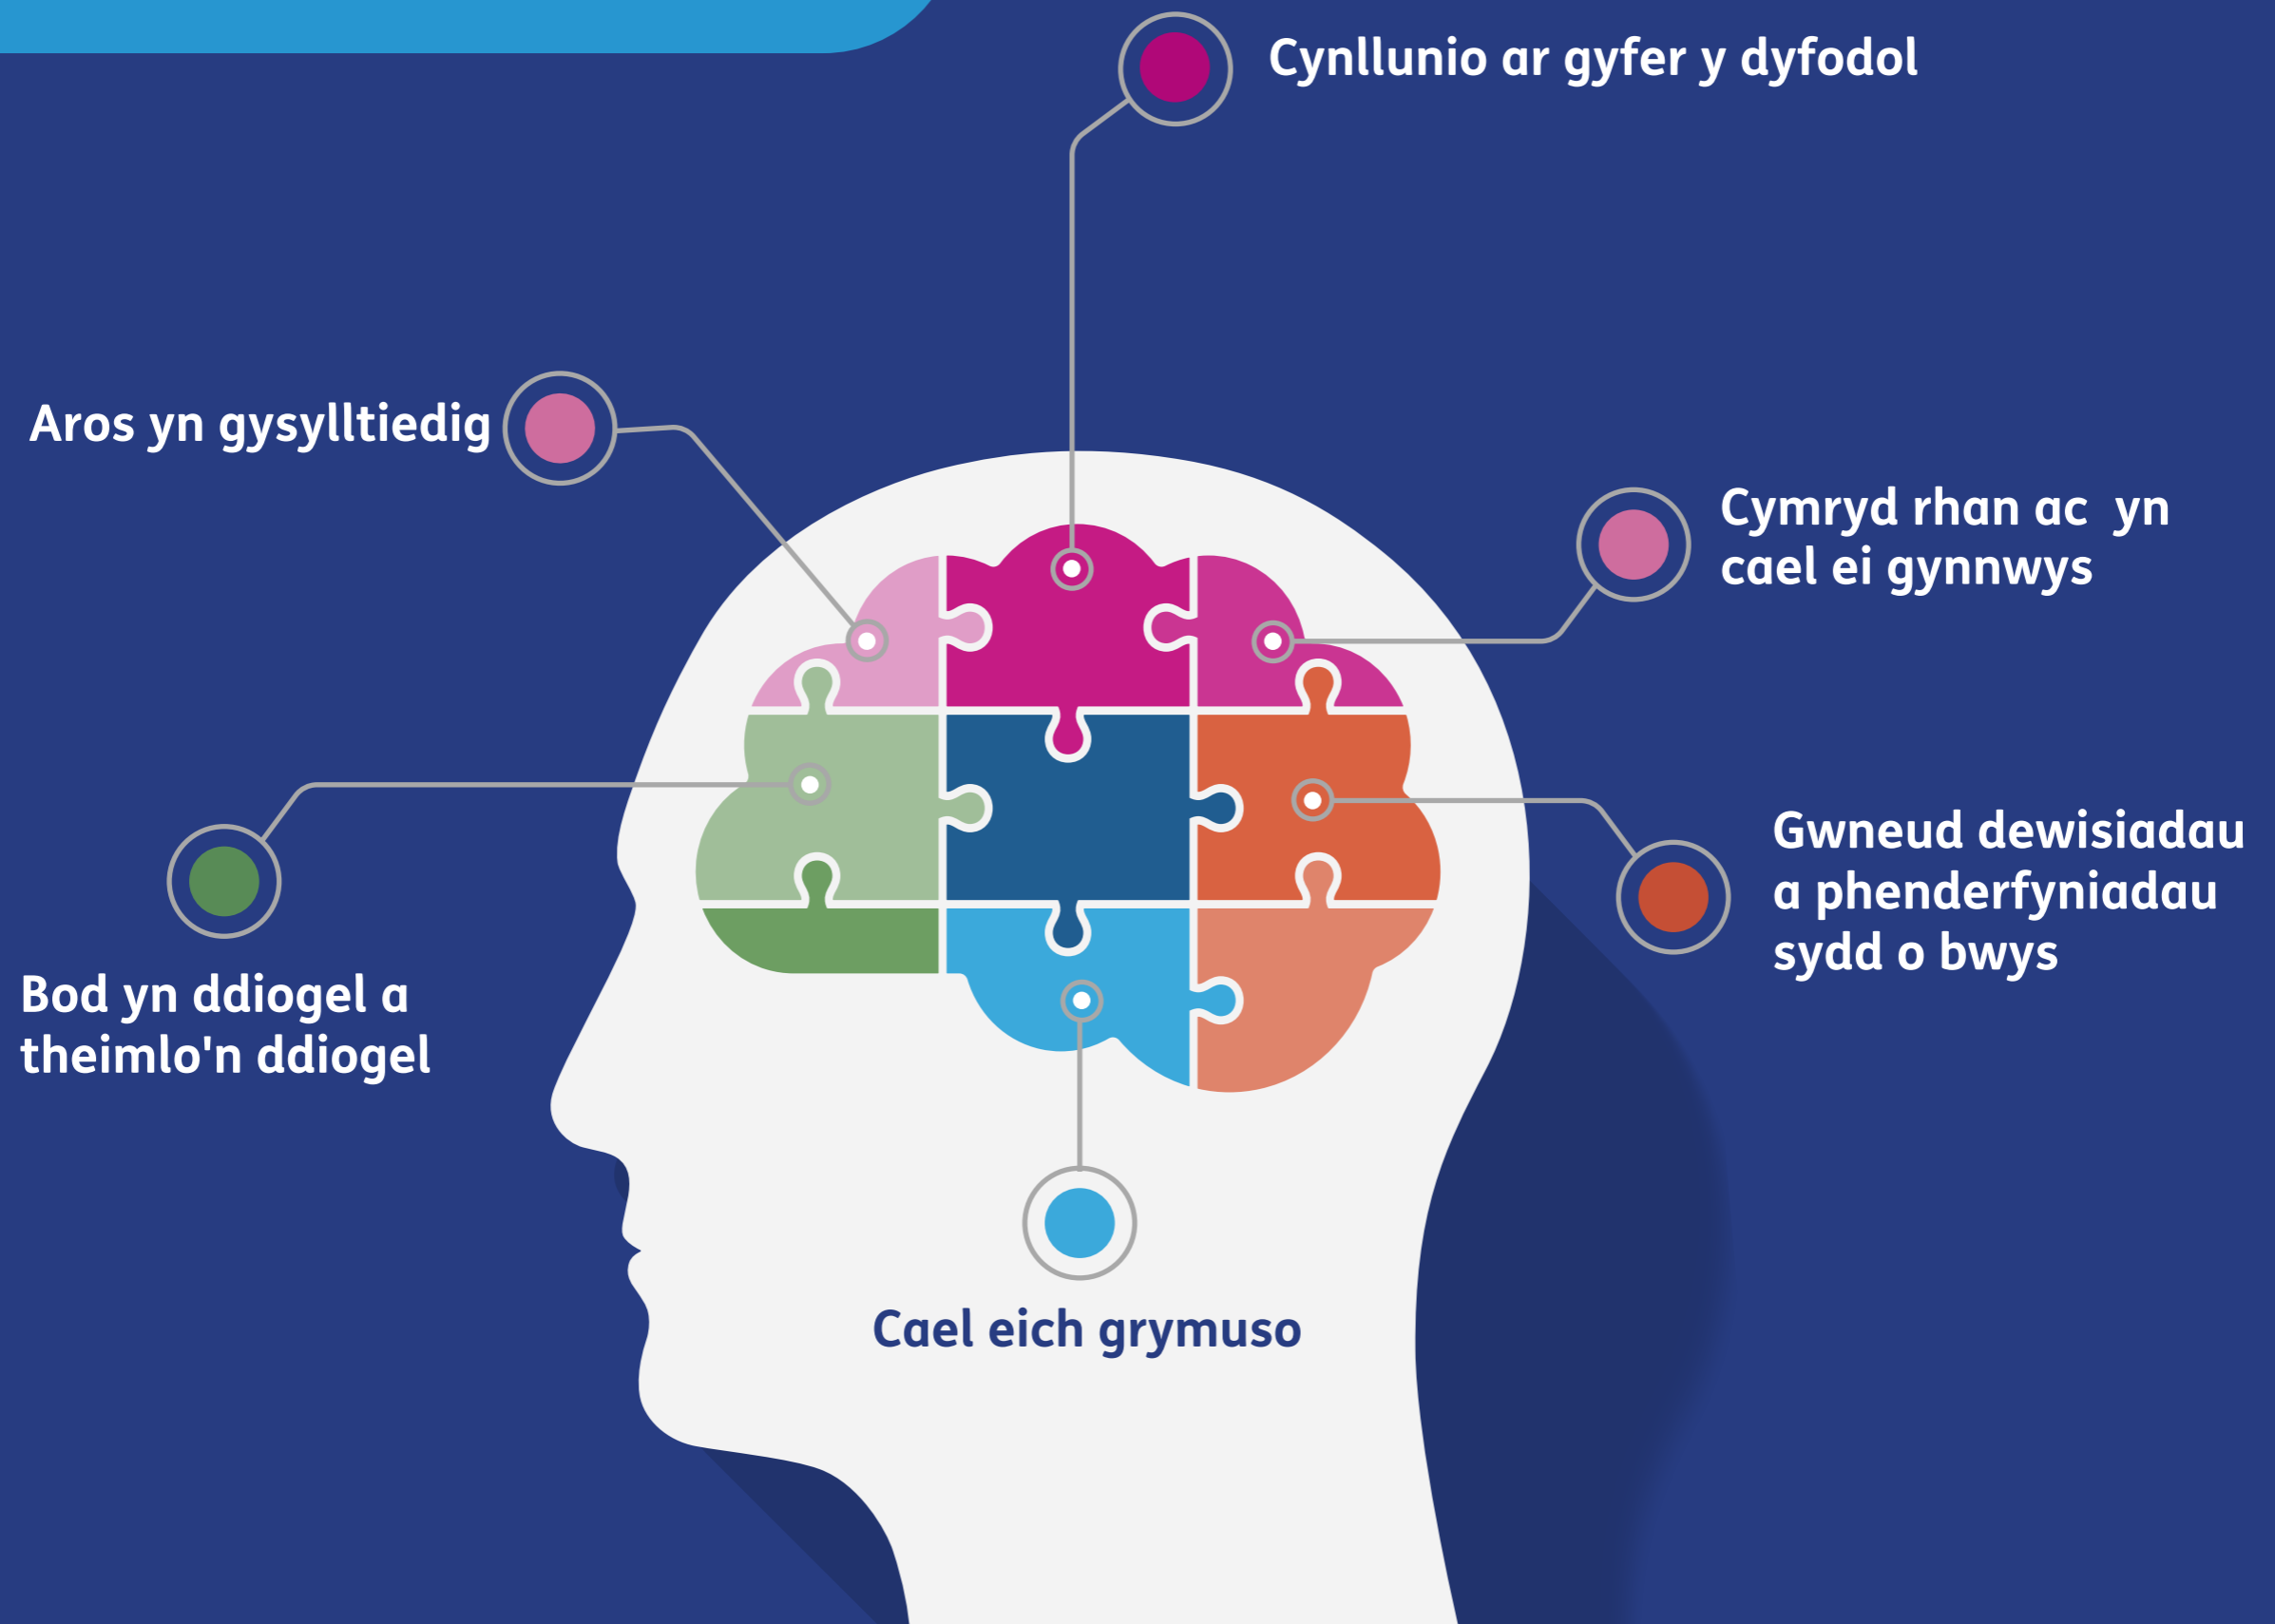 Cynllunio ar gyfer y dyfodol
Aros yn gysylltiedig
Cymryd rhan ac  yn
cael ei gynnwys
Gwneud dewisiadau
a phenderfyniadau
sydd o bwys
Bod yn ddiogel a
theimlo'n ddiogel
Cael eich grymuso